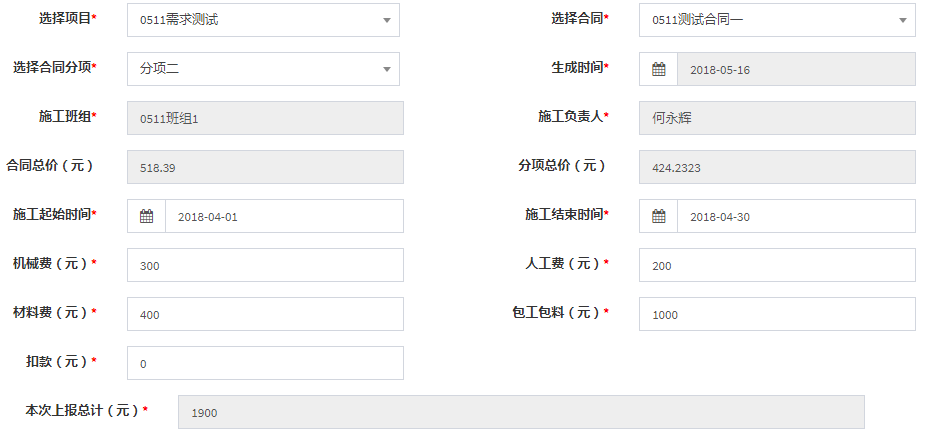 选择项目* 0511需求测试 选择合同* 0511测试合同一
选择合同分项* 分项二 生成时间* 2018-05-16
施工班组* 0511班组1 施工负责人* 何永辉
合同总价（元） 518.39 分项总价（元） 424.2323
施工起始时间* 2018-04-01 施工结束时间* 2018-04-30
机械费（元）* 300 人工费（元）* 200
材料费（元）* 400 包工包料（元）* 1000
扣款（元）* 0
本次上报总计（元）* 1900